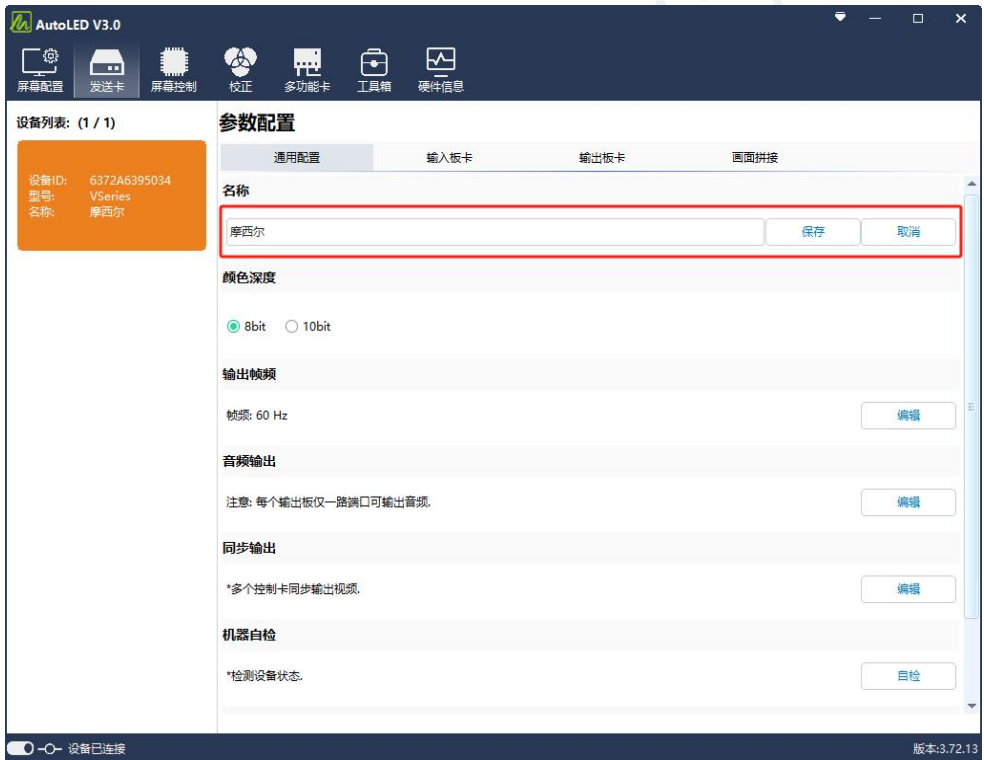 AutoLED V3.0
屏幕配置 发送卡 屏幕控制 校正 多功能卡 工具箱 硬件信息
设备列表: (1 / 1)
设备ID: 6372A6395034
型号: VSeries
名称: 摩西尔
参数配置
通用配置 输入板卡 输出板卡 画面拼接
名称
摩西尔 保存 取消
颜色深度
8bit 10bit
输出帧频
帧频: 60 Hz 编辑
音频输出
注意: 每个输出板仅一路端口可输出音频. 编辑
同步输出
*多个控制卡同步输出视频. 编辑
机器自检
*检测设备状态. 自检
设备已连接 版本:3.72.13